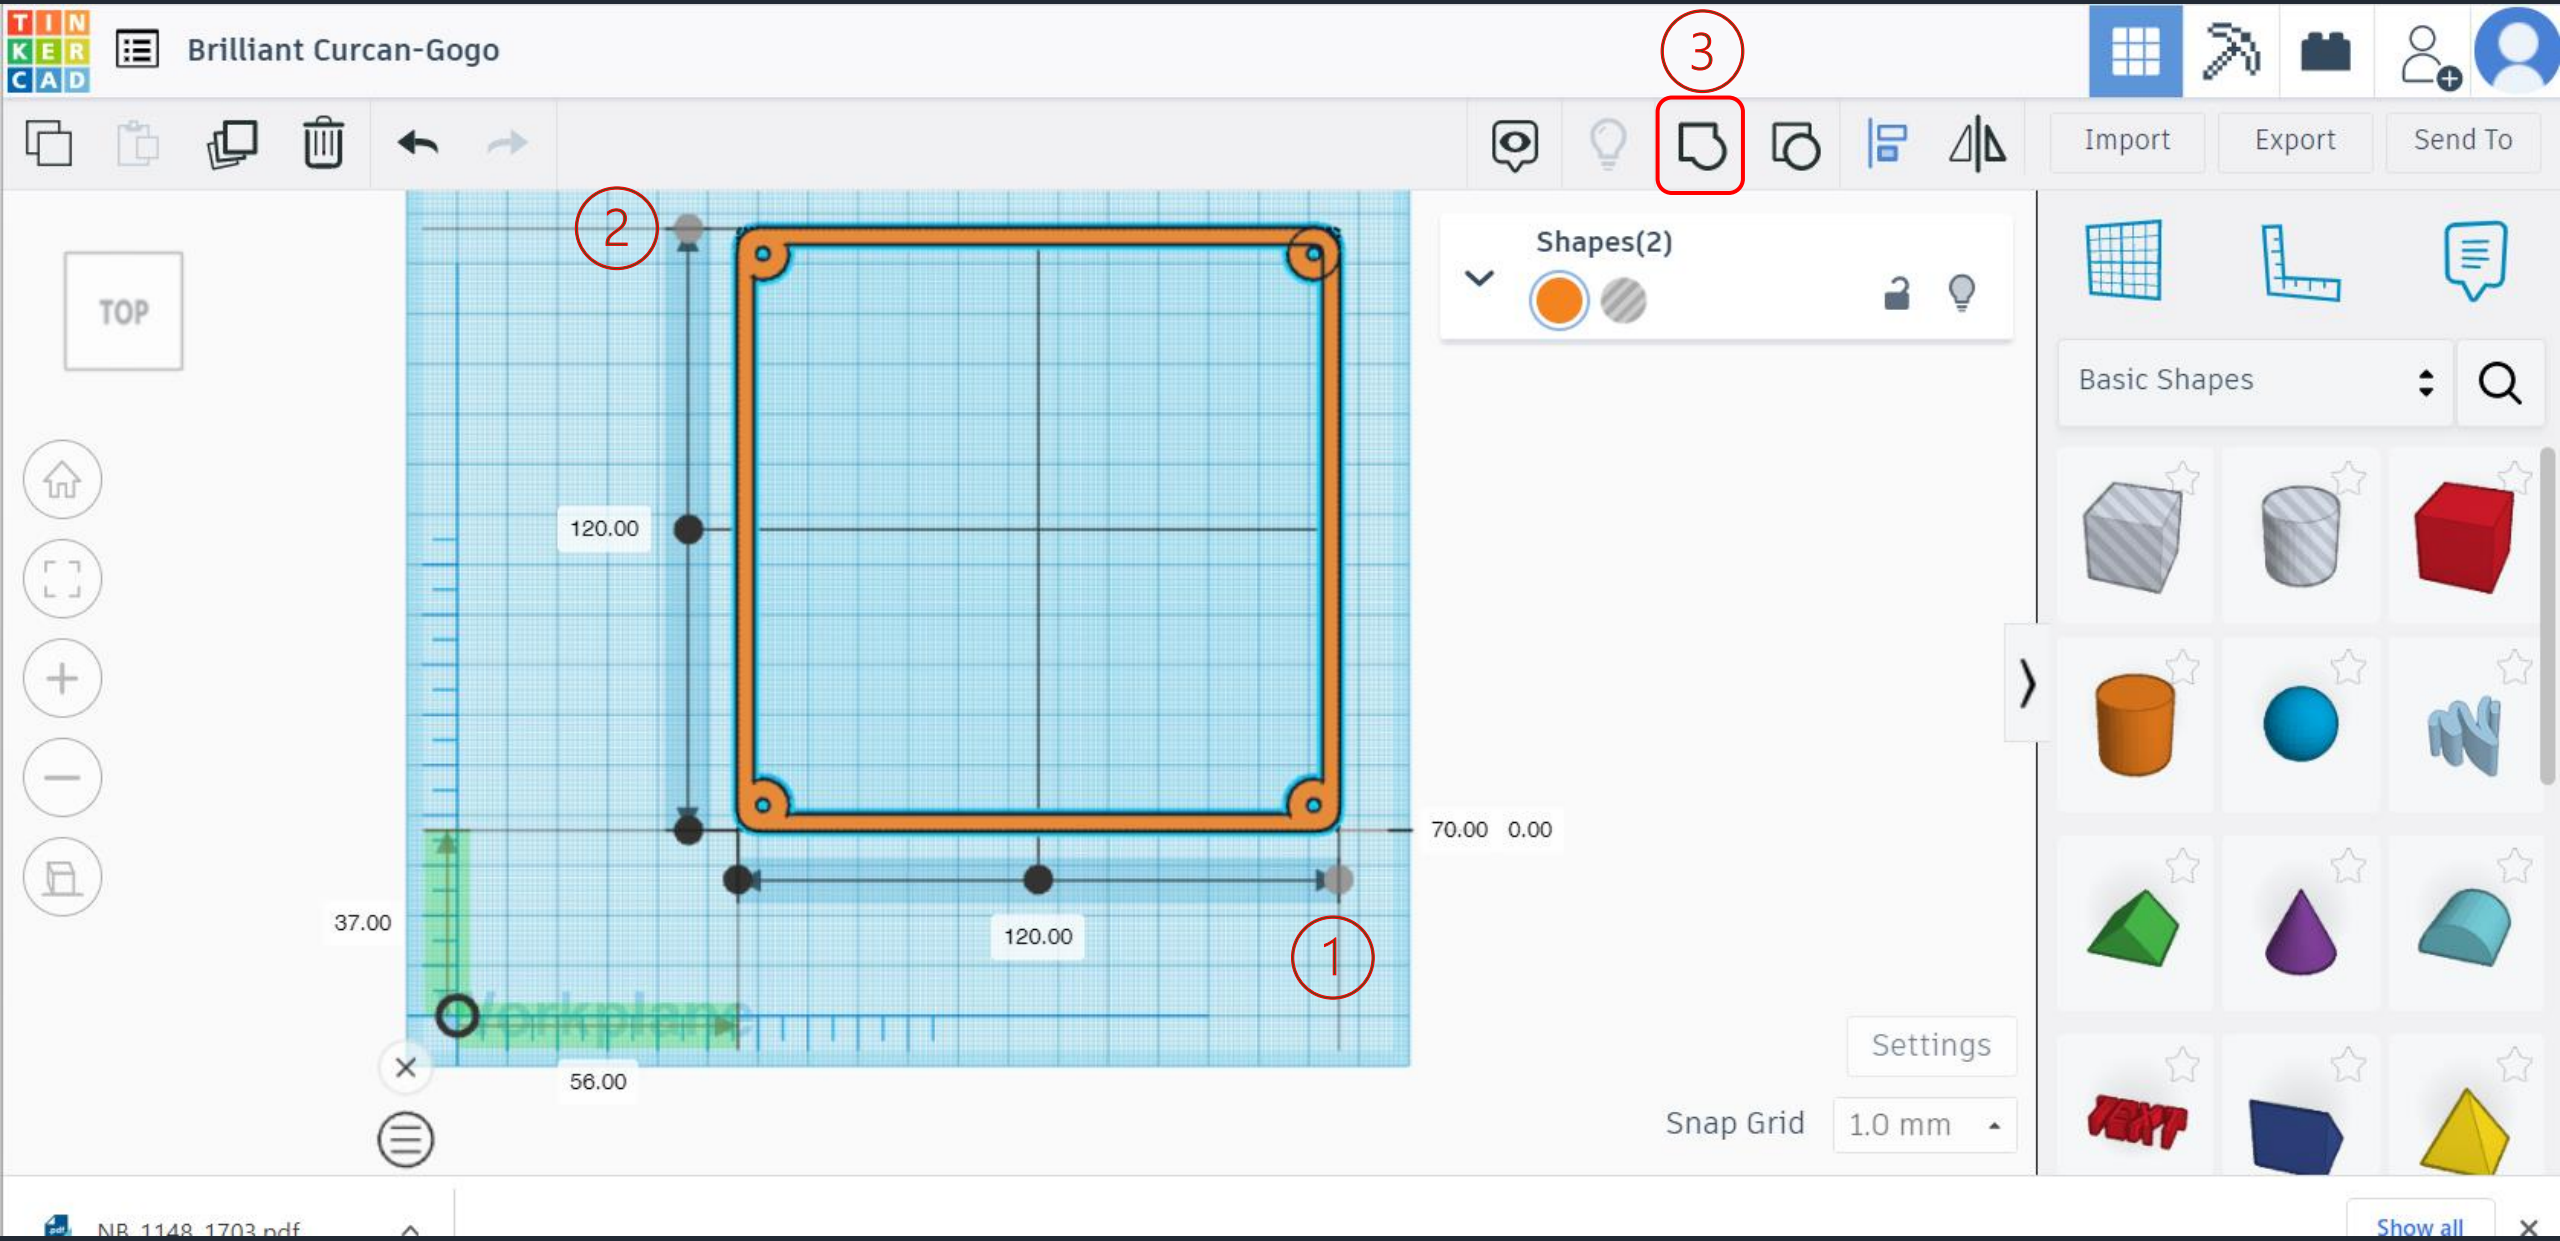 TIN
KER
CAD
Brilliant Curcan-Gogo
3
Import
Export
Send To
2
Shapes(2)
TOP
Basic Shapes
120.00
70.00 0.00
37.00
120.00
1
Workplane
56.00
Settings
Snap Grid
1.0 mm
TEXT
NB_1148_1703.pdf
Show all